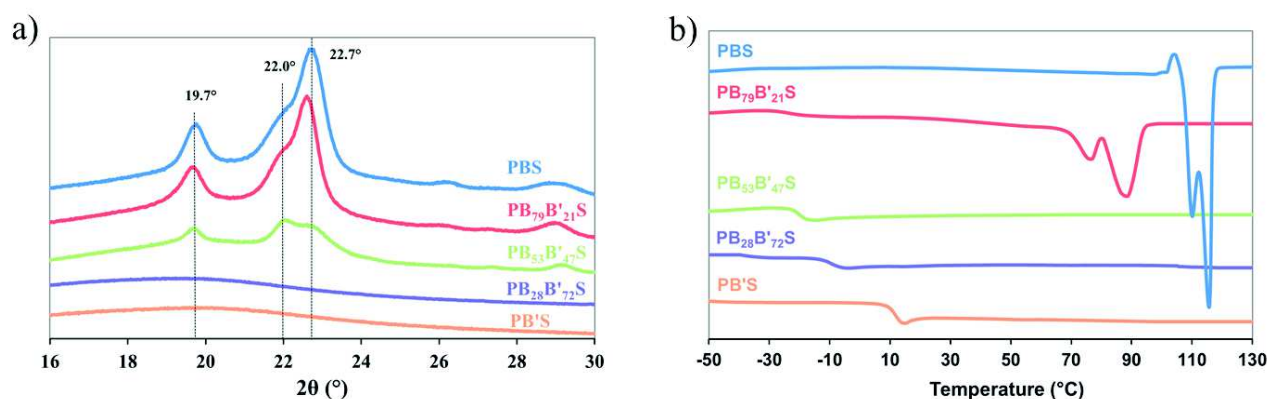 a)
19.7°
22.0°
22.7°
PBS
PB₇₉B'₂₁S
PB₅₃B'₄₇S
PB₂₈B'₇₂S
PB'S
16 18 20 22 24 26 28 30
2θ (°)
b)
PBS
PB₇₉B'₂₁S
PB₅₃B'₄₇S
PB₂₈B'₇₂S
PB'S
-50 -30 -10 10 30 50 70 90 110 130
Temperature (°C)